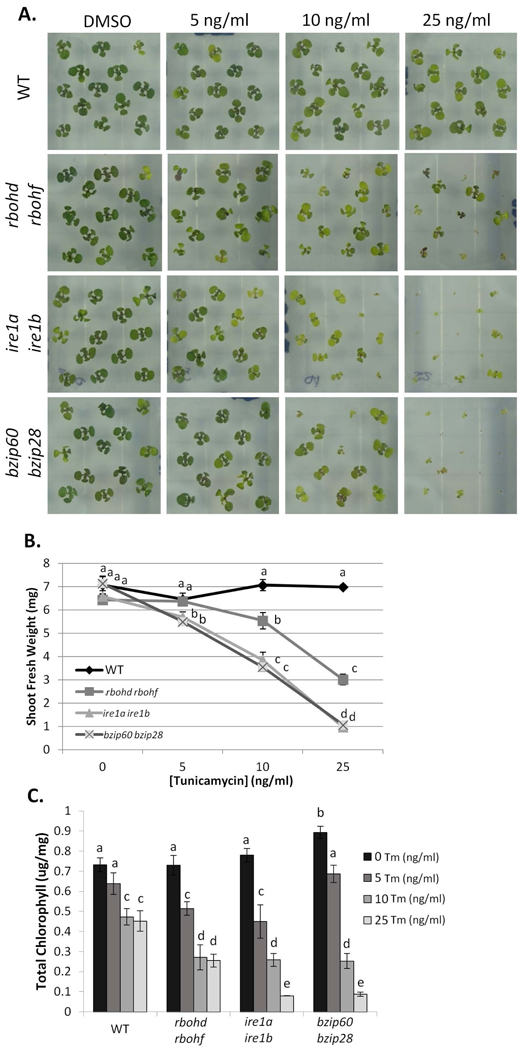 A.
DMSO 5 ng/ml 10 ng/ml 25 ng/ml
WT
rbohd
rbohf
ire1a
ire1b
bzip60
bzip28
B.
Shoot Fresh Weight (mg)
8
7
6
5
4
3
2
1
0
a a a a
a a
a
a
b b
b
c c
c
d d
WT
rbohd rbohf
ire1a ire1b
bzip60 bzip28
0 5 10 25
[Tunicamycin] (ng/ml)
C.
Total Chlorophyll (ug/mg)
1
0.9
0.8
0.7
0.6
0.5
0.4
0.3
0.2
0.1
0
a a c c
a c d d
a c d e
b a d e
0 Tm (ng/ml)
5 Tm (ng/ml)
10 Tm (ng/ml)
25 Tm (ng/ml)
WT
rbohd
rbohf
ire1a
ire1b
bzip60
bzip28